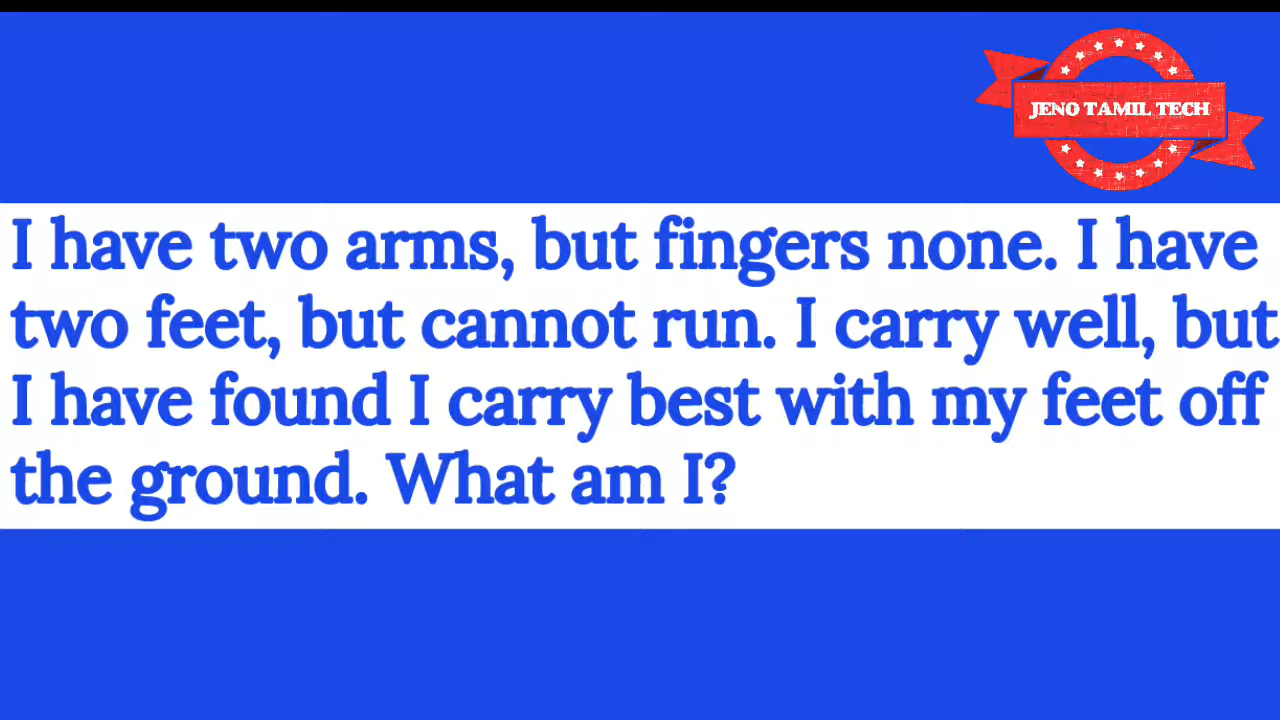 JENO TAMIL TECH
I have two arms, but fingers none. I have
two feet, but cannot run. I carry well, but
I have found I carry best with my feet off
the ground. What am I?